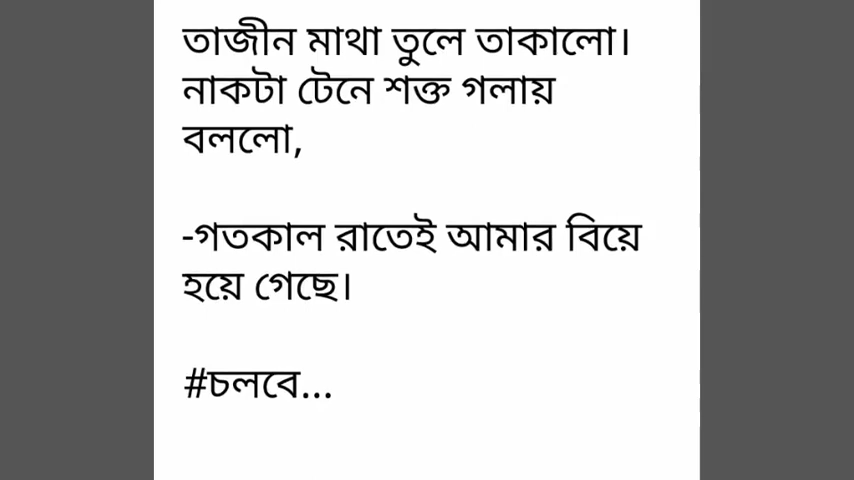 তাজীন মাথা তুলে তাকালো।
নাকটা টেনে শক্ত গলায়
বললো,
-গতকাল রাতেই আমার বিয়ে
হয়ে গেছে।
#চলবে...